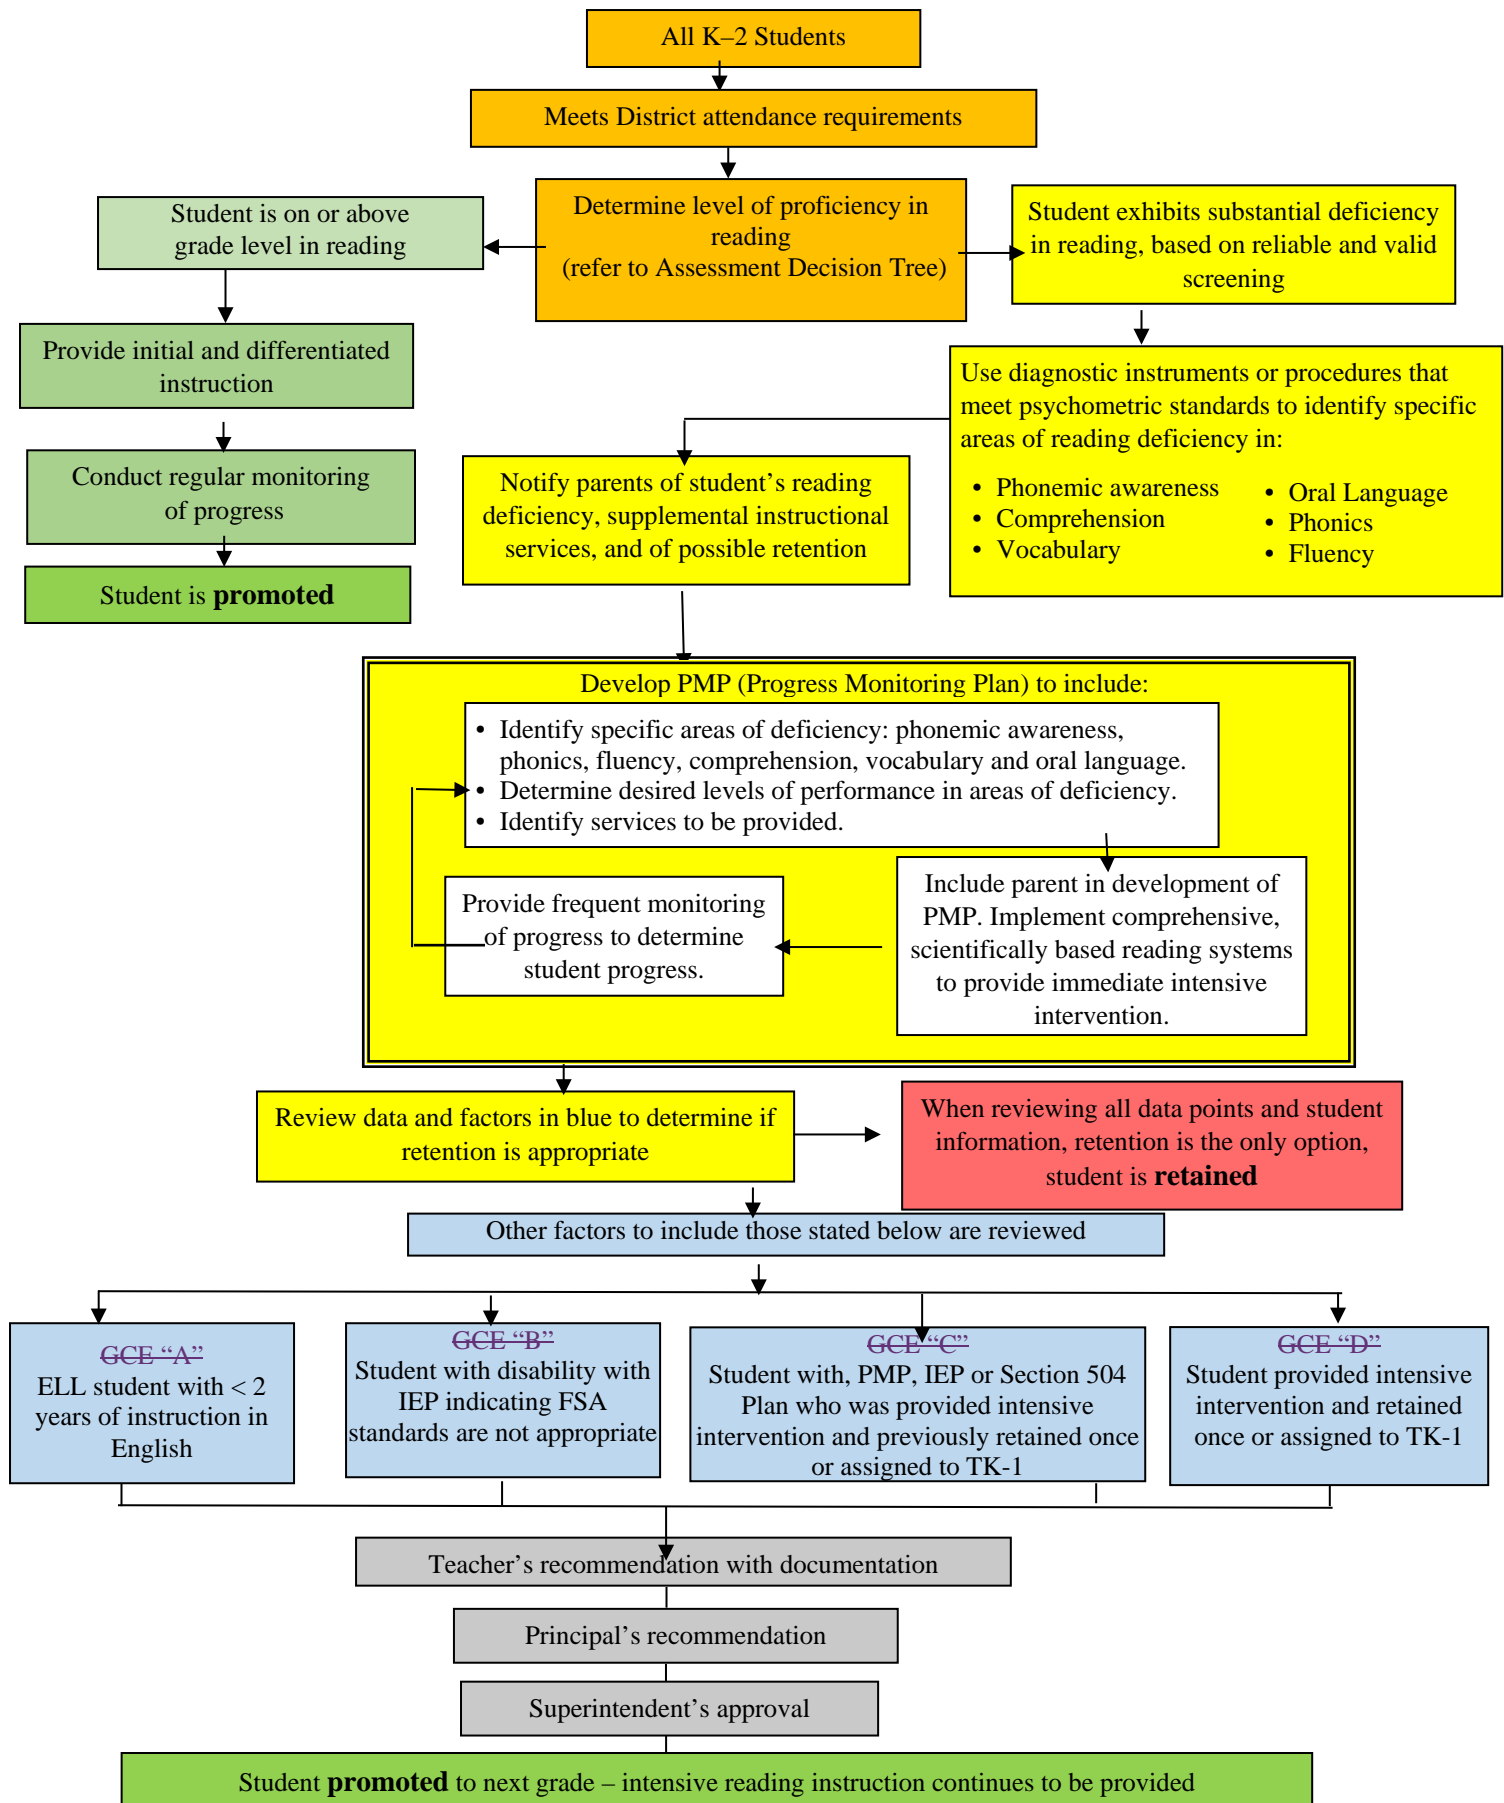 All K–2 Students
Meets District attendance requirements
Determine level of proficiency in
reading
(refer to Assessment Decision Tree)
Student is on or above
grade level in reading
Student exhibits substantial deficiency
in reading, based on reliable and valid
screening
Provide initial and differentiated
instruction
Conduct regular monitoring
of progress
Student is promoted
Use diagnostic instruments or procedures that
meet psychometric standards to identify specific
areas of reading deficiency in:
• Phonemic awareness
• Comprehension
• Vocabulary
• Oral Language
• Phonics
• Fluency
Notify parents of student’s reading
deficiency, supplemental instructional
services, and of possible retention
Develop PMP (Progress Monitoring Plan) to include:
• Identify specific areas of deficiency: phonemic awareness,
phonics, fluency, comprehension, vocabulary and oral language.
• Determine desired levels of performance in areas of deficiency.
• Identify services to be provided.
Include parent in development of
PMP. Implement comprehensive,
scientifically based reading systems
to provide immediate intensive
intervention.
Provide frequent monitoring
of progress to determine
student progress.
Review data and factors in blue to determine if
retention is appropriate
When reviewing all data points and student
information, retention is the only option,
student is retained
Other factors to include those stated below are reviewed
GCE “A”
ELL student with < 2
years of instruction in
English
GCE “B”
Student with disability with
IEP indicating FSA
standards are not appropriate
GCE “C”
Student with, PMP, IEP or Section 504
Plan who was provided intensive
intervention and previously retained once
or assigned to TK-1
GCE “D”
Student provided intensive
intervention and retained
once or assigned to TK-1
Teacher’s recommendation with documentation
Principal’s recommendation
Superintendent’s approval
Student promoted to next grade – intensive reading instruction continues to be provided